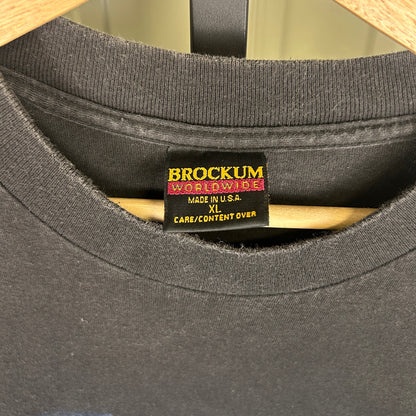 BROCKUM
WORLDWIDE
MADE IN U.S.A.
XL
CARE/CONTENT OVER